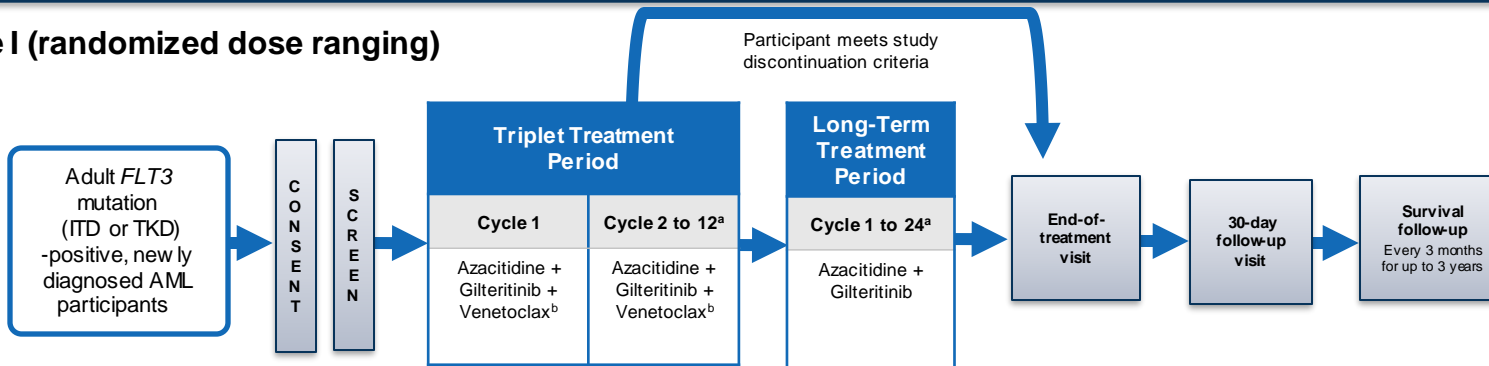 e I (randomized dose ranging)
Participant meets study
discontinuation criteria
Adult FLT3
mutation
(ITD or TKD)
-positive, newly
diagnosed AML
participants
CONSENT
SCREEN
Triplet Treatment
Period
Cycle 1
Cycle 2 to 12ᵃ
Azacitidine +
Gilteritinib +
Venetoclaxᵇ
Azacitidine +
Gilteritinib +
Venetoclaxᵇ
Long-Term
Treatment
Period
Cycle 1 to 24ᵃ
Azacitidine +
Gilteritinib
End-of-
treatment
visit
30-day
follow-up
visit
Survival
follow-up
Every 3 months
for up to 3 years